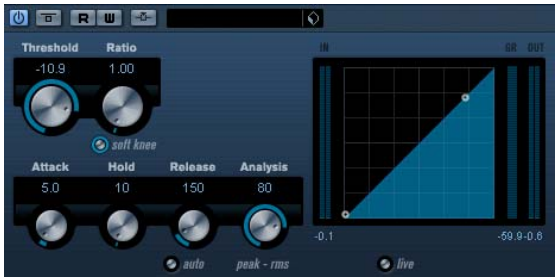 R W
Threshold Ratio
-10.9 1.00
soft knee
Attack Hold Release Analysis
5.0 10 150 80
auto peak - rms
IN GR OUT
-0.1 -59.9 -0.6
live